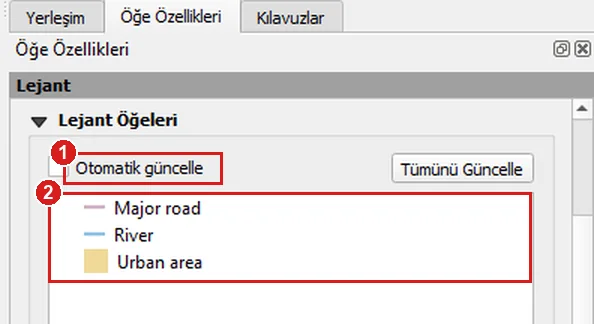 Yerleşim Öğe Özellikleri Kılavuzlar
Öğe Özellikleri
Lejant
Lejant Öğeleri
1
Otomatik güncelle Tümünü Güncelle
2
Major road
River
Urban area